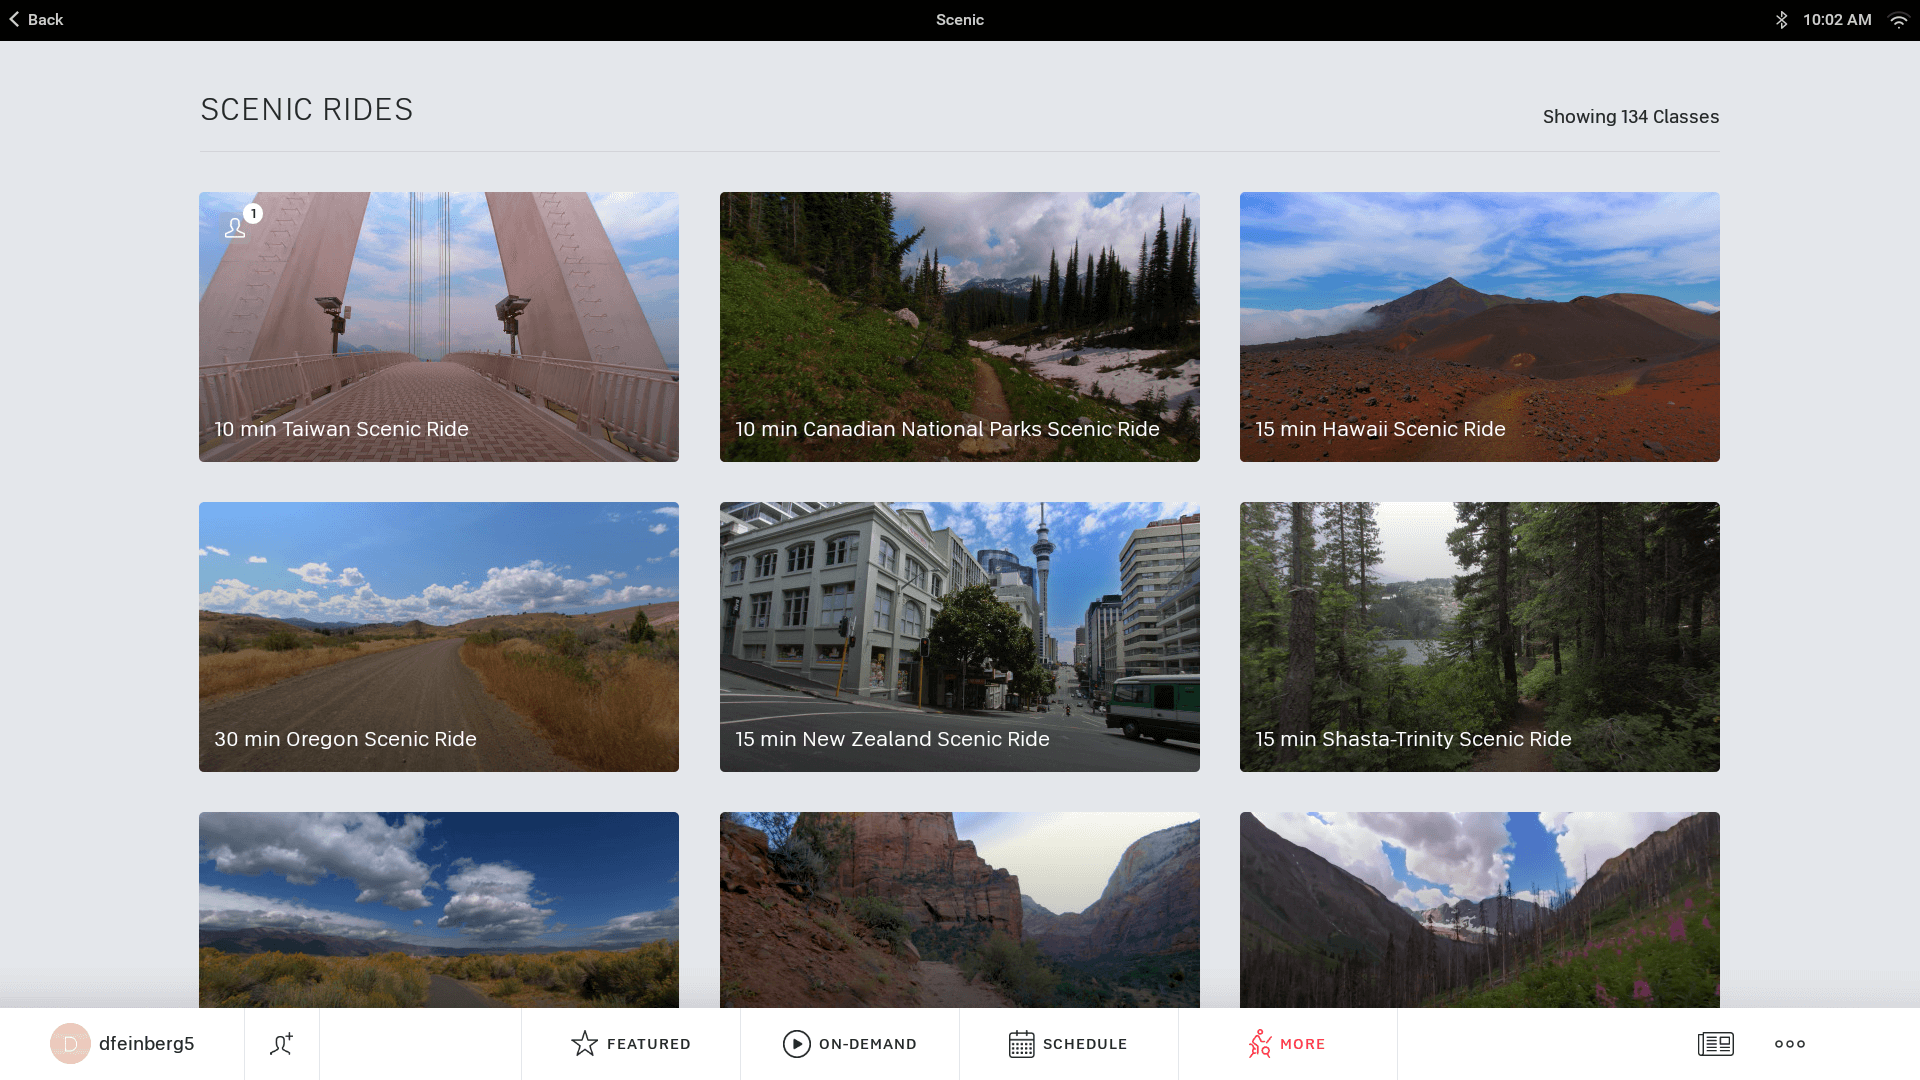 Back
Scenic
10:02 AM
SCENIC RIDES
Showing 134 Classes
1
10 min Taiwan Scenic Ride
10 min Canadian National Parks Scenic Ride
15 min Hawaii Scenic Ride
30 min Oregon Scenic Ride
15 min New Zealand Scenic Ride
15 min Shasta-Trinity Scenic Ride
D
dfeinberg5
FEATURED
ON-DEMAND
SCHEDULE
MORE